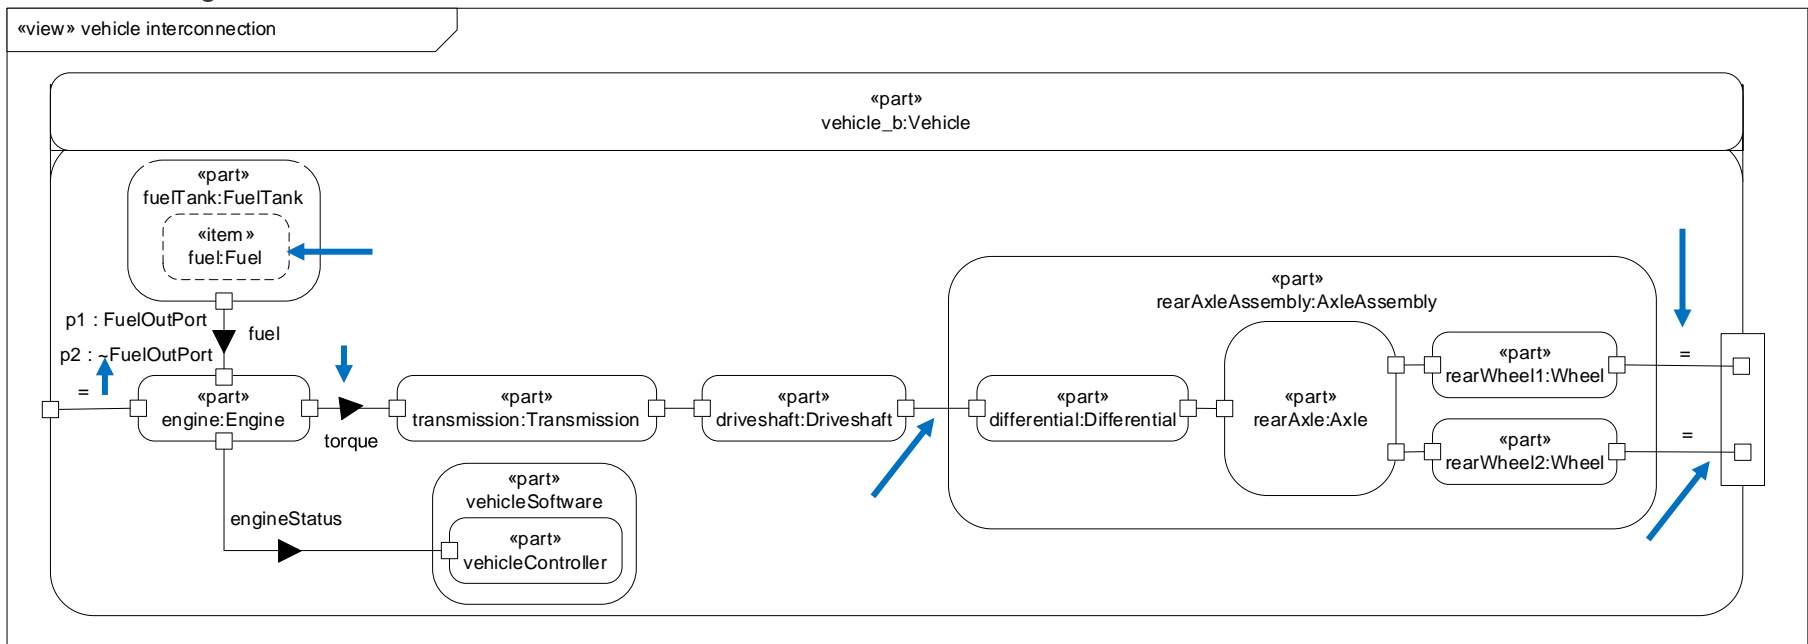 «view» vehicle interconnection
«part»
vehicle_b:Vehicle
«part»
fuelTank:FuelTank
«item»
fuel:Fuel
p1 : FuelOutPort
fuel
p2 : ~FuelOutPort
=
«part»
engine:Engine
torque
«part»
transmission:Transmission
«part»
driveshaft:Driveshaft
«part»
rearAxleAssembly:AxleAssembly
«part»
differential:Differential
«part»
rearAxle:Axle
«part»
rearWheel1:Wheel
=
«part»
rearWheel2:Wheel
=
engineStatus
«part»
vehicleSoftware
«part»
vehicleController